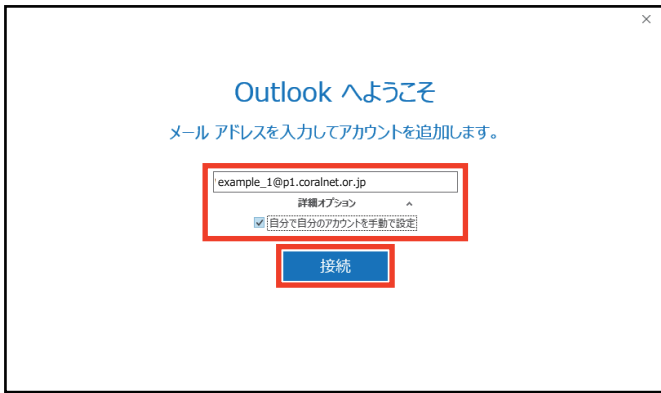 Outlook へようこそ
メール アドレスを入力してアカウントを追加します。
example_1@p1.coralnet.or.jp
詳細オプション
自分で自分のアカウントを手動で設定
接続